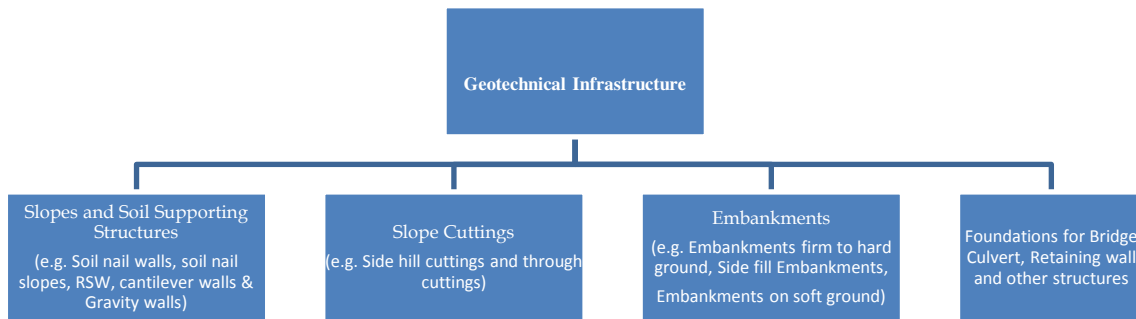 Geotechnical Infrastructure
Slopes and Soil Supporting
Structures
(e.g. Soil nail walls, soil nail
slopes, RSW, cantilever walls &
Gravity walls)
Slope Cuttings
(e.g. Side hill cuttings and through
cuttings)
Embankments
(e.g. Embankments firm to hard
ground, Side fill Embankments,
Embankments on soft ground)
Foundations for Bridge,
Culvert, Retaining wall
and other structures